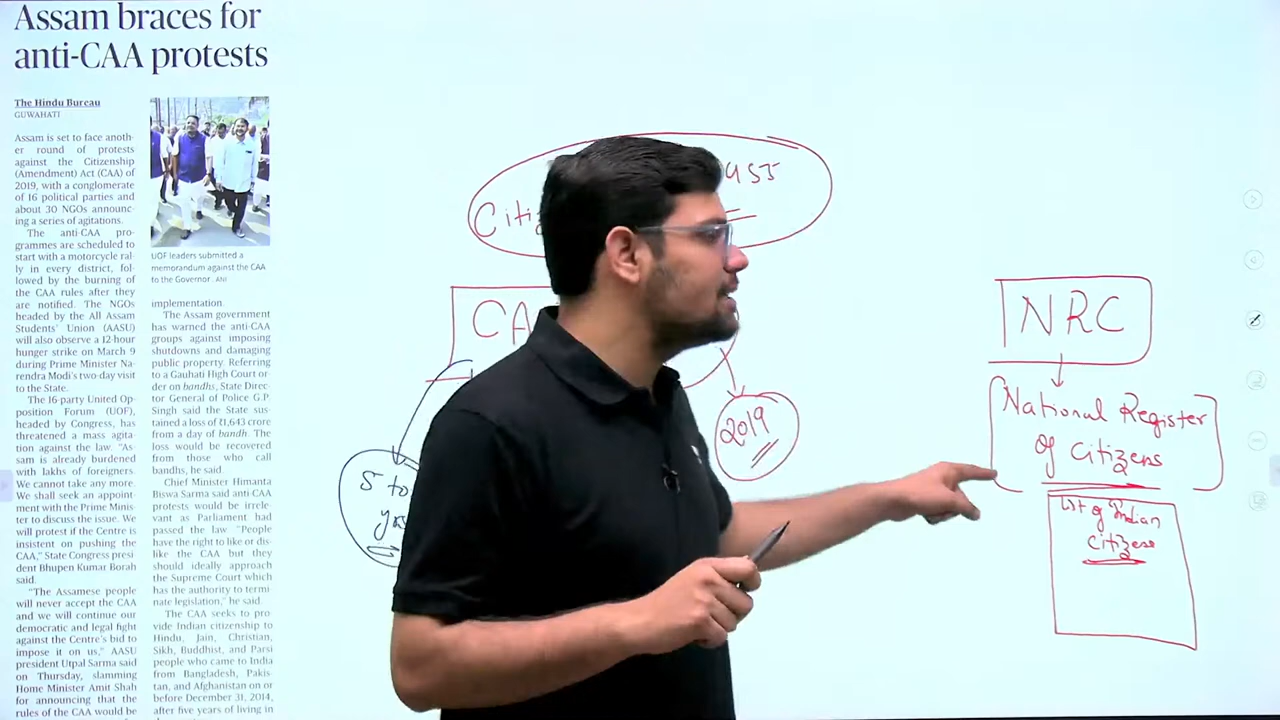 Assam braces for
anti-CAA protests
The Hindu Bureau
GUWAHATI
Assam is set to face anoth-
er round of protests
against the Citizenship
(Amendment) Act (CAA) of
2019, with a conglomerate
of 16 political parties and
about 30 NGOs announc-
ing a series of agitations.
The anti-CAA pro-
grammes are scheduled to
start with a motorcycle ral-
ly in every district, fol-
lowed by the burning of
the CAA rules after they
are notified. The NGOs
headed by the All Assam
Students' Union (AASU)
will also observe a 12-hour
hunger strike on March 9
during Prime Minister Na-
rendra Modi's two-day visit
to the State.
The 16-party United Op-
position Forum (UOF),
headed by Congress, has
threatened a mass agita-
tion against the law. "As-
sam is already burdened
with lakhs of foreigners.
We cannot take any more.
We shall seek an appoint-
ment with the Prime Minis-
ter to discuss the issue. We
will protest if the Centre is
insistent on pushing the
CAA," State Congress presi-
dent Bhupen Kumar Borah
said.
"The Assamese people
will never accept the CAA
and we will continue our
democratic and legal fight
against the Centre's bid to
impose it on us," AASU
president Utpal Sarma said
on Thursday, slamming
Home Minister Amit Shah
for announcing that the
rules of the CAA would be
UOF leaders submitted a
memorandum against the CAA
to the Governor. ANI
implementation.
The Assam government
has warned the anti-CAA
groups against imposing
shutdowns and damaging
public property. Referring
to a Gauhati High Court or-
der on bandhs, State Direc-
tor General of Police G.P.
Singh said the State sus-
tained a loss of ₹1,643 crore
from a day of bandh. The
loss would be recovered
from those who call
bandhs, he said.
Chief Minister Himanta
Biswa Sarma said anti CAA
protests would be irrele-
vant as Parliament had
passed the law "People
have the right to like or dis-
like the CAA but they
should ideally approach
the Supreme Court which
has the authority to termi
nate legislation," he said.
The CAA seeks to pro-
vide Indian citizenship to
Hindu, Jain, Christian,
Sikh, Buddhist, and Parsi
people who came to India
from Bangladesh, Pakis-
tan, and Afghanistan on or
before December 31, 2014,
after five years of living in
1955
Citiz
CA
2019
5 to
NRC
National Register
of Citizens
List of Indian
Citizens